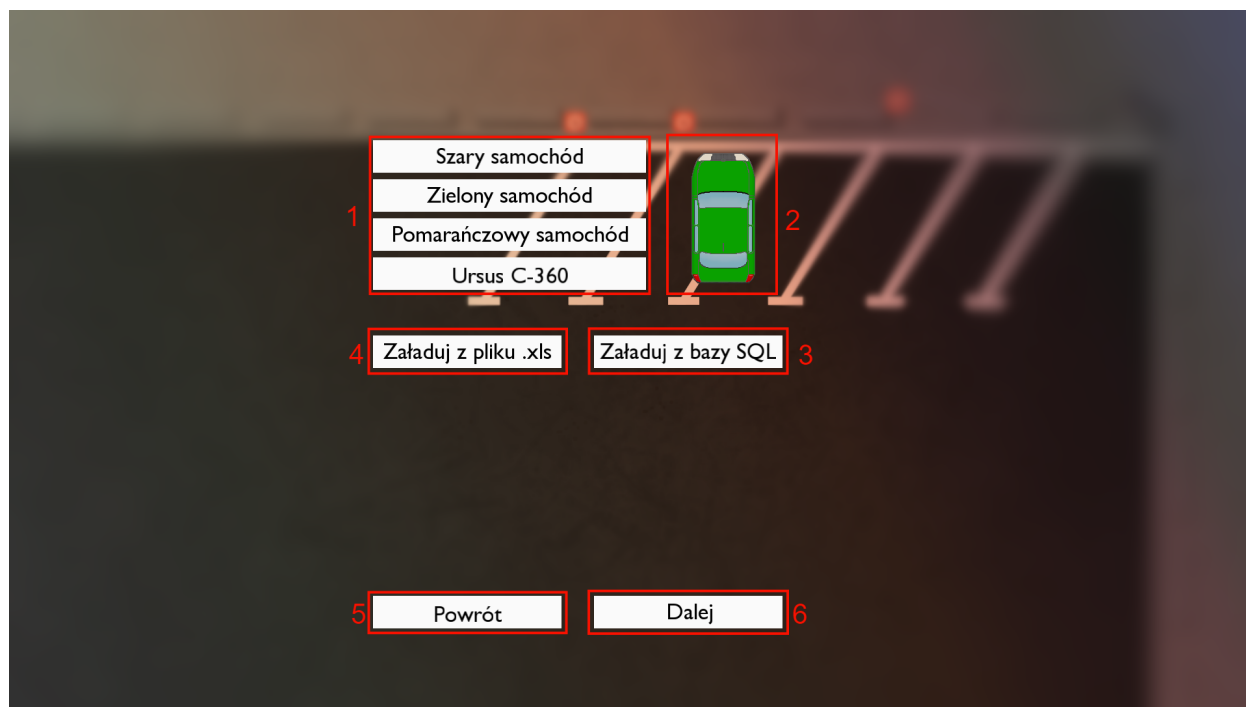 Szary samochód
Zielony samochód
1
2
Pomarańczowy samochód
Ursus C-360
4 Załaduj z pliku .xls
Załaduj z bazy SQL 3
5 Powrót
Dalej 6